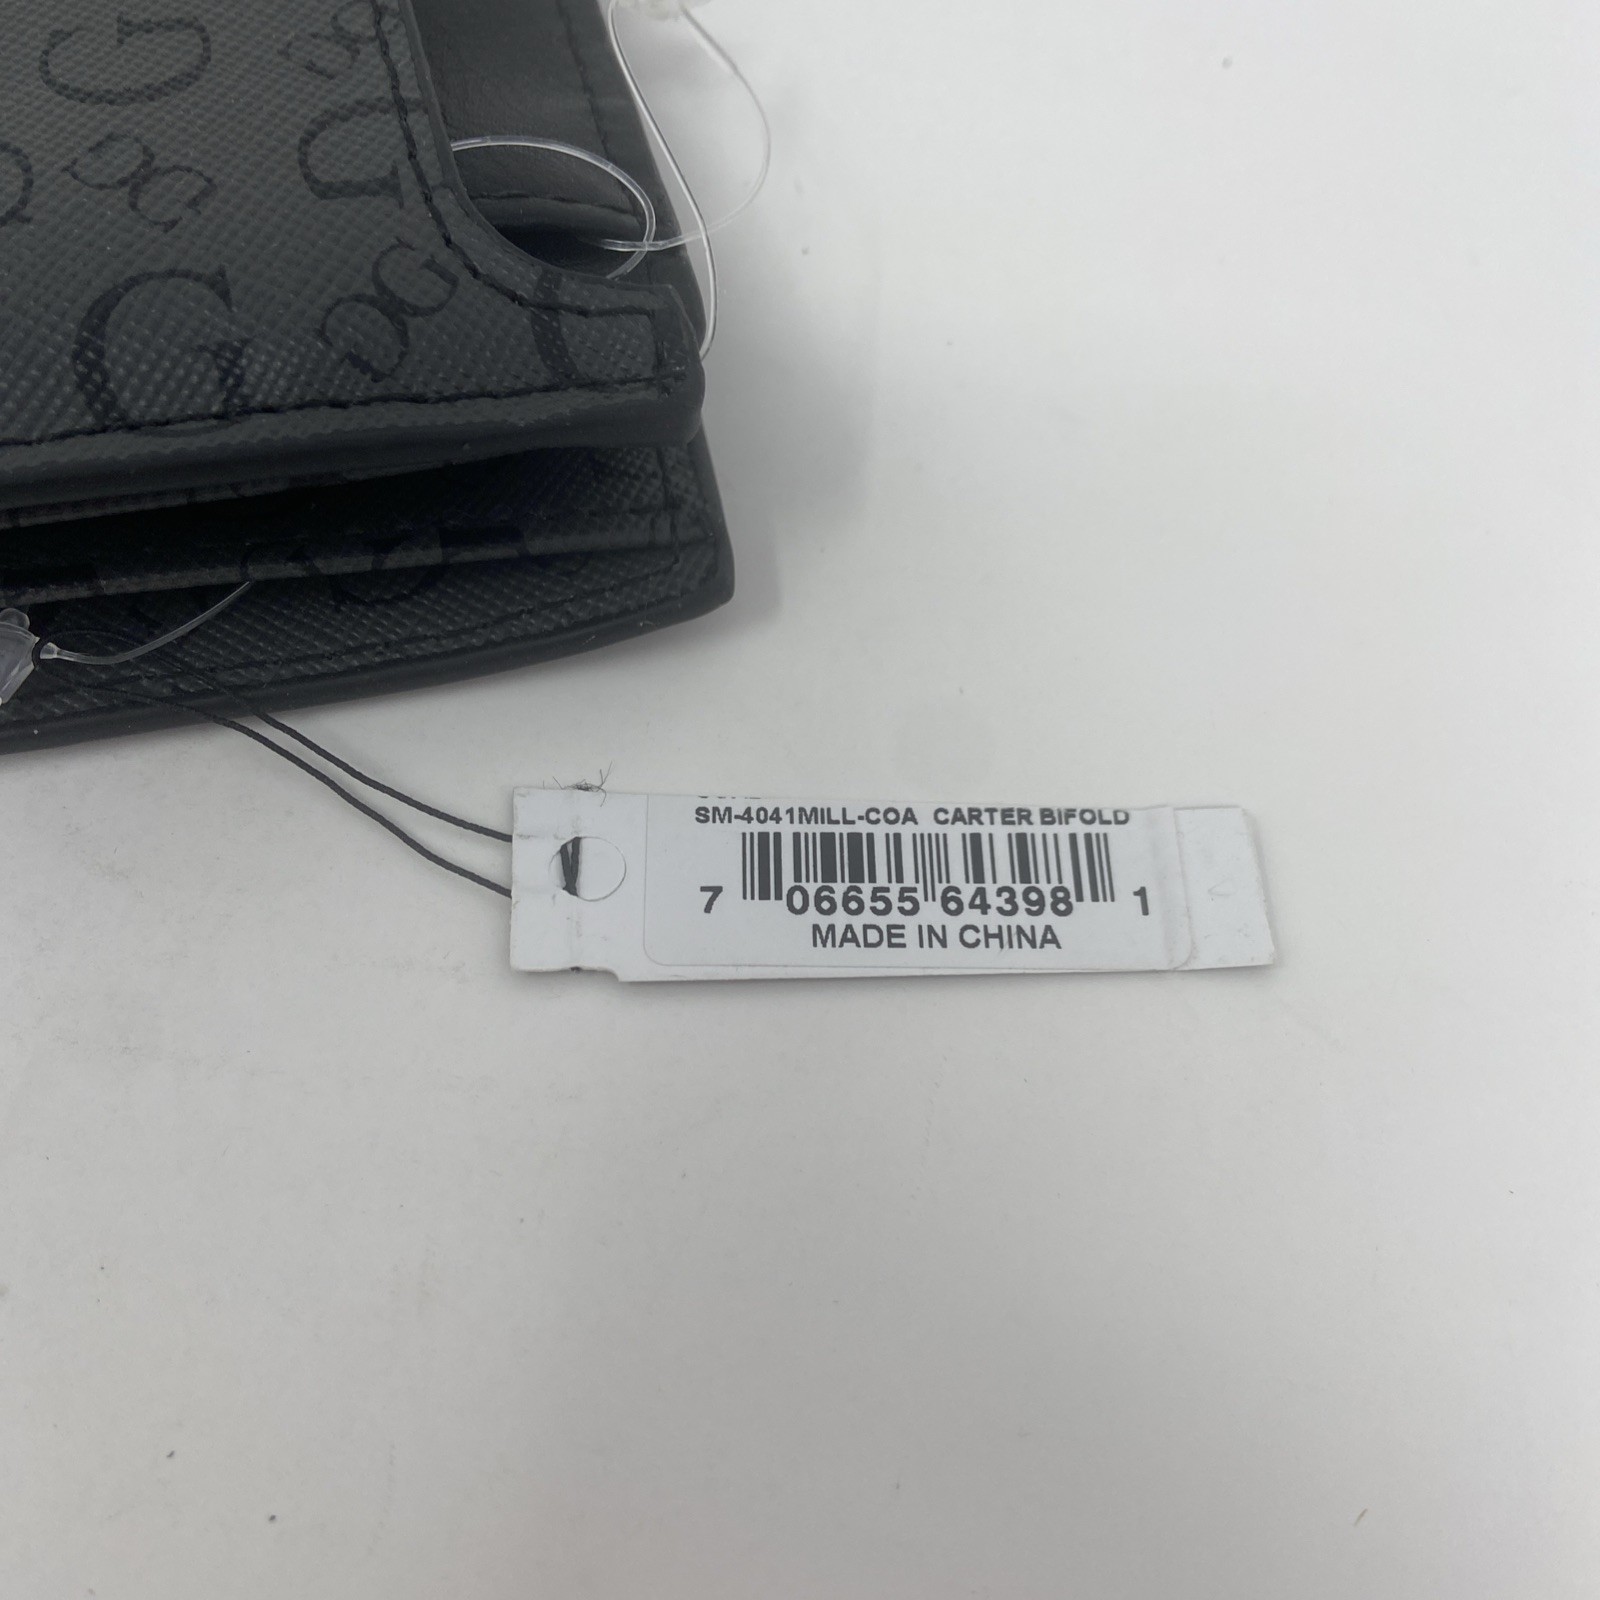 SM-4041MILL-COA CARTER BIFOLD
7 06655 64398 1
MADE IN CHINA